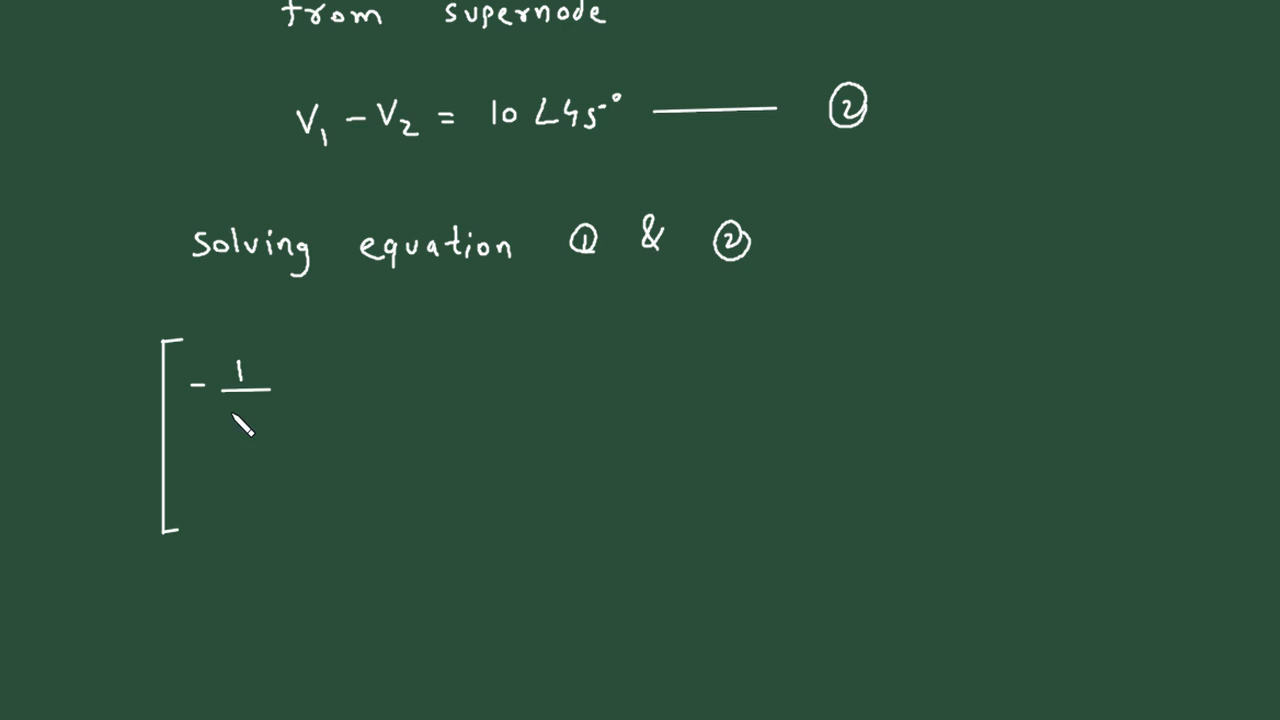 from supernode
V₁ - V₂ = 10 ∠45° ——— ②
Solving equation ① & ②
[ - 1/